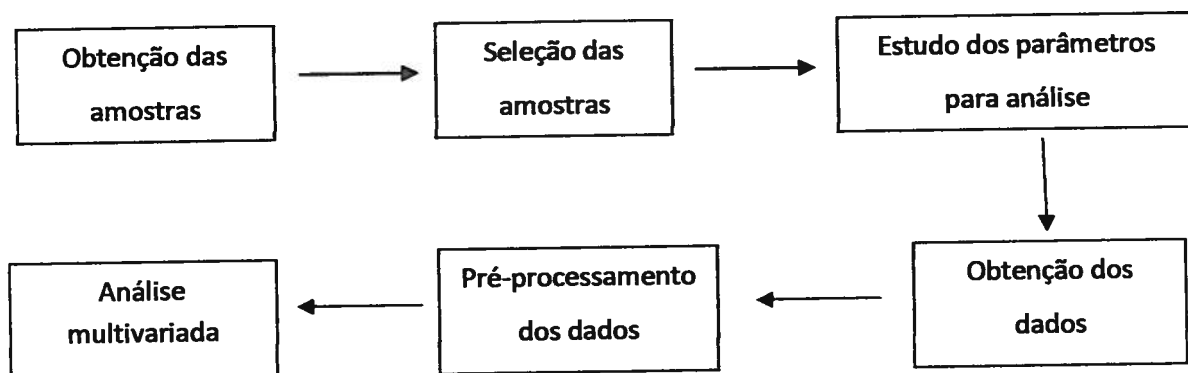 Obtenção das
amostras
Seleção das
amostras
Estudo dos parâmetros
para análise
Obtenção dos
dados
Pré-processamento
dos dados
Análise
multivariada